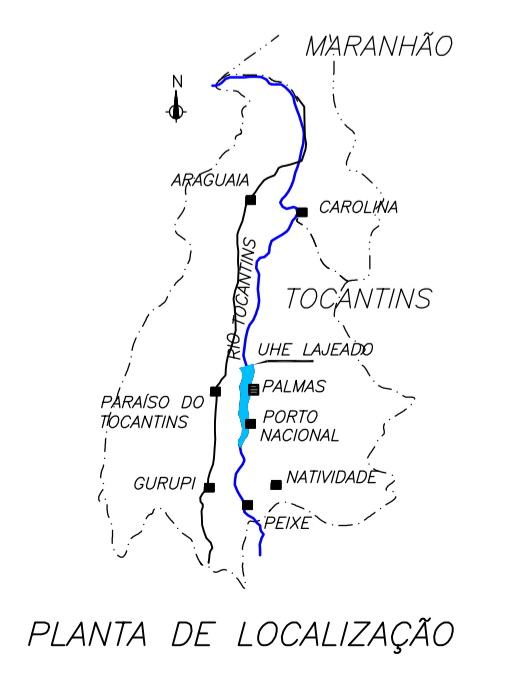 MARANHÃO
N
ARAGUAIA
CAROLINA
RIO TOCANTINS
TOCANTINS
UHE LAJEADO
PALMAS
PARAÍSO DO
TOCANTINS
PORTO
NACIONAL
GURUPI
NATIVIDADE
PEIXE
PLANTA DE LOCALIZAÇÃO